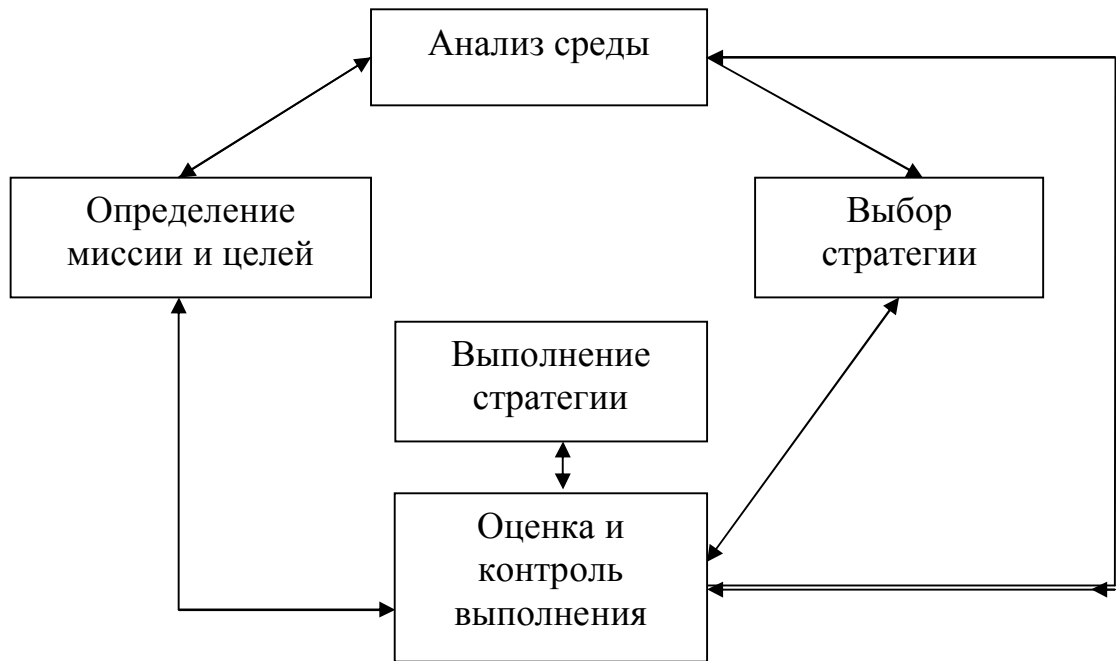 Анализ среды
Определение
миссии и целей
Выбор
стратегии
Выполнение
стратегии
Оценка и
контроль
выполнения